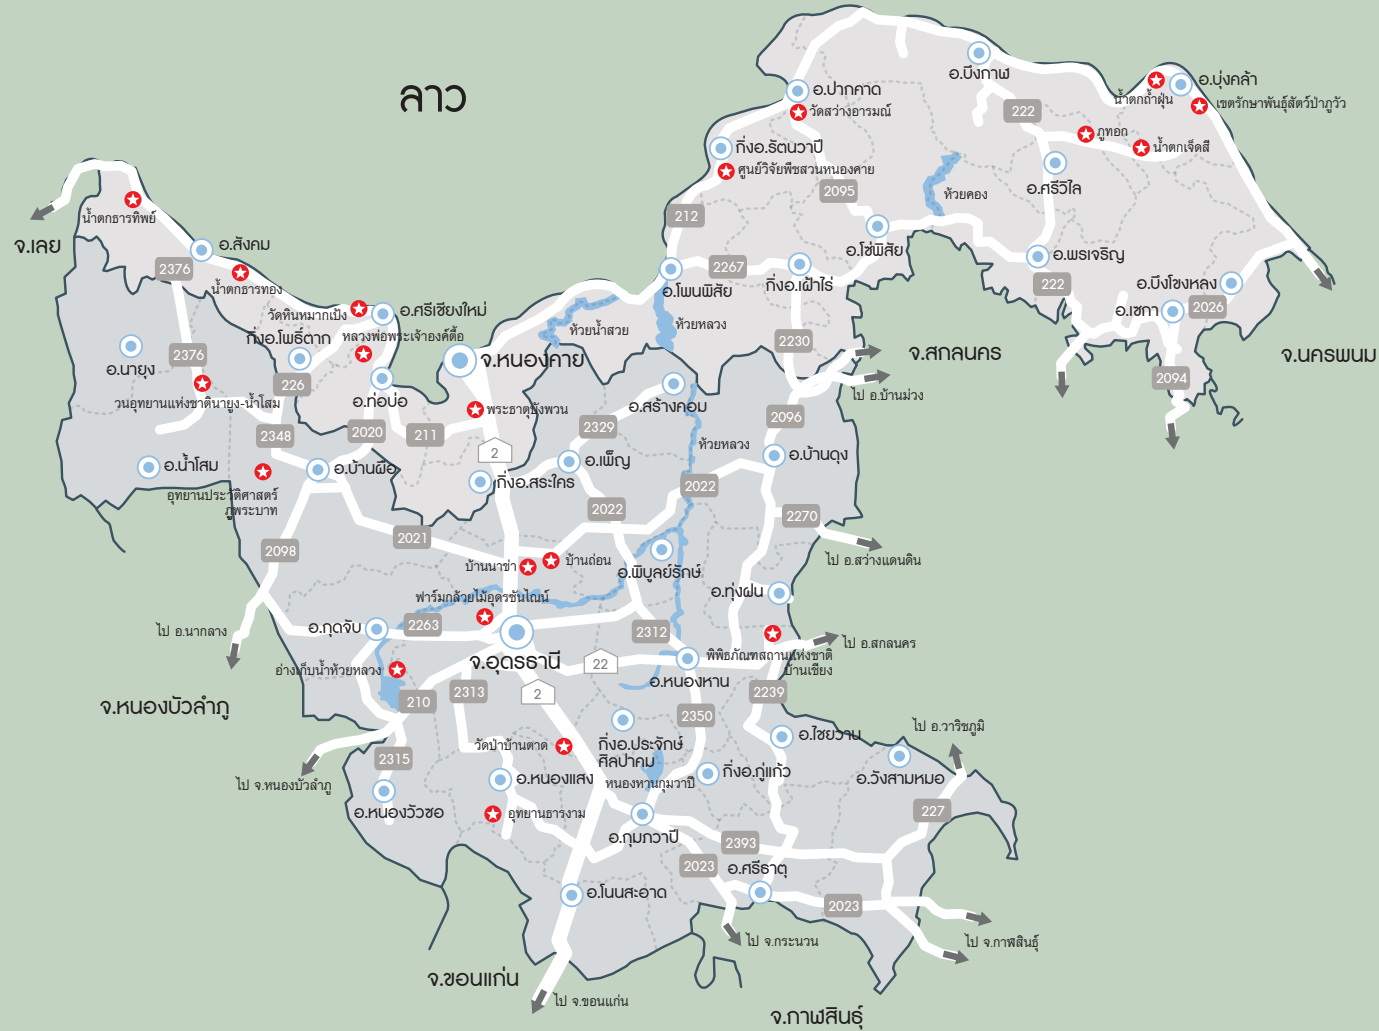 ลาว
อ.บึงกาฬ
อ.บุ่งคล้า
น้ำตกถ้ำฝุ่น
เขตรักษาพันธุ์สัตว์ป่าภูวัว
อ.ปากคาด
วัดสว่างอารมณ์
222
ภูทอก
น้ำตกเจ็ดสี
กิ่งอ.รัตนวาปี
ศูนย์วิจัยพืชสวนหนองคาย
อ.ศรีวิไล
2095
ห้วยคอง
น้ำตกธารทิพย์
212
จ.เลย
อ.สังคม
อ.โซ่พิสัย
อ.พรเจริญ
2376
2267
น้ำตกธารทอง
กิ่งอ.เฝ้าไร่
222
อ.บึงโขงหลง
อ.โพนพิสัย
วัดหินหมากเป้ง
อ.ศรีเชียงใหม่
อ.เซกา
2026
ห้วยหลวง
ห้วยน้ำสวย
กิ่งอ.โพธิ์ตาก
หลวงพ่อพระเจ้าองค์ตื้อ
2230
อ.นายูง
2376
จ.หนองคาย
จ.สกลนคร
จ.นครพนม
226
2094
วนอุทยานแห่งชาตินายูง-น้ำโสม
อ.ท่อบ่อ
ไป อ.บ้านม่วง
พระธาตุบังพวน
อ.สร้างคอม
2096
2348
2020
211
2329
ห้วยหลวง
2
อ.บ้านดุง
อ.น้ำโสม
อ.บ้านผือ
อ.เพ็ญ
กิ่งอ.สระใคร
2022
อุทยานประวัติศาสตร์
ภูพระบาท
2022
2270
2021
2098
บ้านนาข่า
บ้านถ่อน
อ.พิบูลย์รักษ์
ไป อ.สว่างแดนดิน
อ.ทุ่งฝน
ฟาร์มกล้วยไม้อุดรซันไฌน์
ไป อ.นากลาง
อ.กุดจับ
2263
2312
ไป อ.สกลนคร
จ.อุดรธานี
22
พิพิธภัณฑสถานแห่งชาติ
บ้านเชียง
อ่างเก็บน้ำห้วยหลวง
อ.หนองหาน
2313
2
2239
210
จ.หนองบัวลำภู
2350
ไป อ.วาริชภูมิ
วัดป่าบ้านตาด
กิ่งอ.ประจักษ์
ศิลปาคม
อ.ไชยวาน
2315
กิ่งอ.กู่แก้ว
อ.วังสามหมอ
ไป จ.หนองบัวลำภู
อ.หนองแสง
หนองหานกุมวาปี
อ.หนองวัวซอ
อุทยานธารงาม
227
อ.กุมภวาปี
2393
2023
อ.ศรีธาตุ
อ.โนนสะอาด
2023
ไป จ.กระนวน
ไป จ.กาฬสินธุ์
จ.ขอนแก่น
ไป จ.ขอนแก่น
จ.กาฬสินธุ์